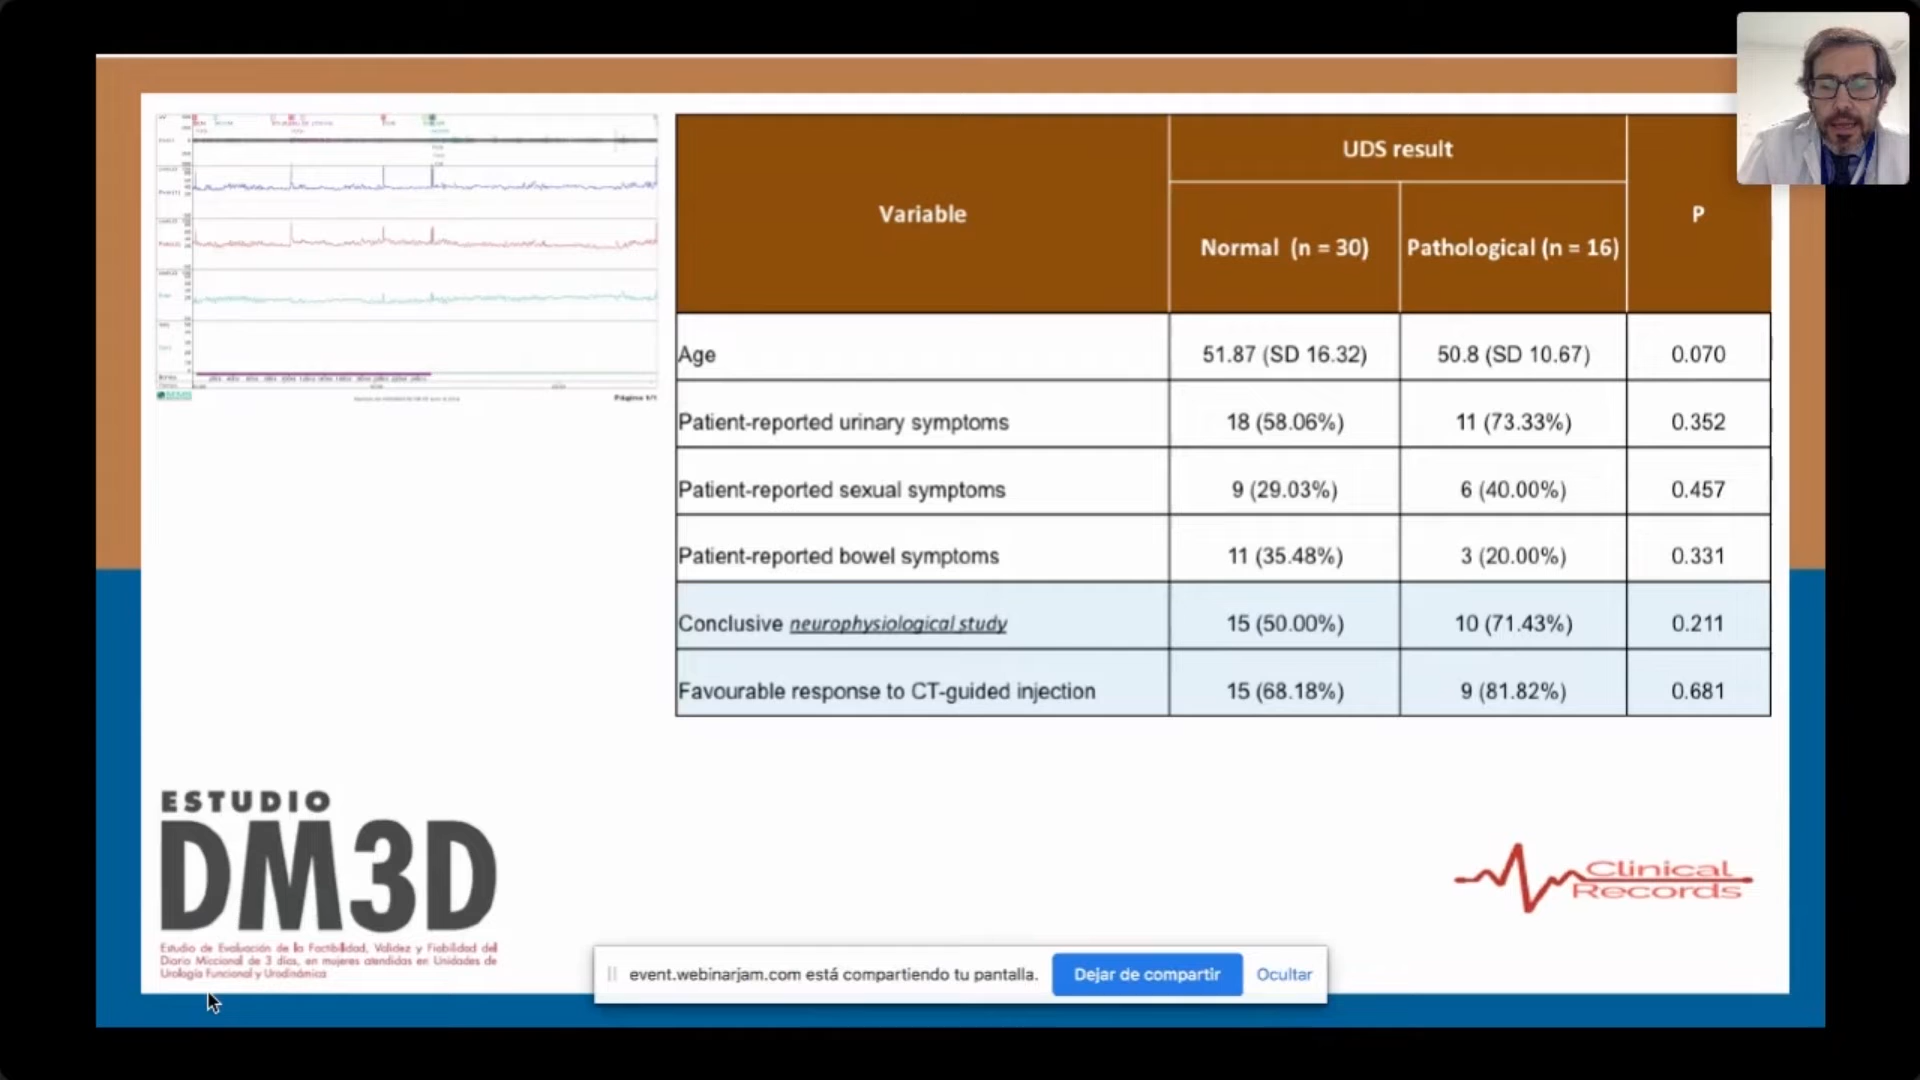 UDS result
Variable
P
Normal (n = 30)
Pathological (n = 16)
Age
51.87 (SD 16.32)
50.8 (SD 10.67)
0.070
Patient-reported urinary symptoms
18 (58.06%)
11 (73.33%)
0.352
Patient-reported sexual symptoms
9 (29.03%)
6 (40.00%)
0.457
Patient-reported bowel symptoms
11 (35.48%)
3 (20.00%)
0.331
Conclusive neurophysiological study
15 (50.00%)
10 (71.43%)
0.211
Favourable response to CT-guided injection
15 (68.18%)
9 (81.82%)
0.681
Página 1/1
ESTUDIO
DM3D
Estudio de Evaluación de la Factibilidad, Validez y Fiabilidad del
Diario Miccional de 3 días, en mujeres atendidas en Unidades de
Urología Funcional y Urodinámica
Clinical
Records
event.webinarjam.com está compartiendo tu pantalla.
Dejar de compartir
Ocultar